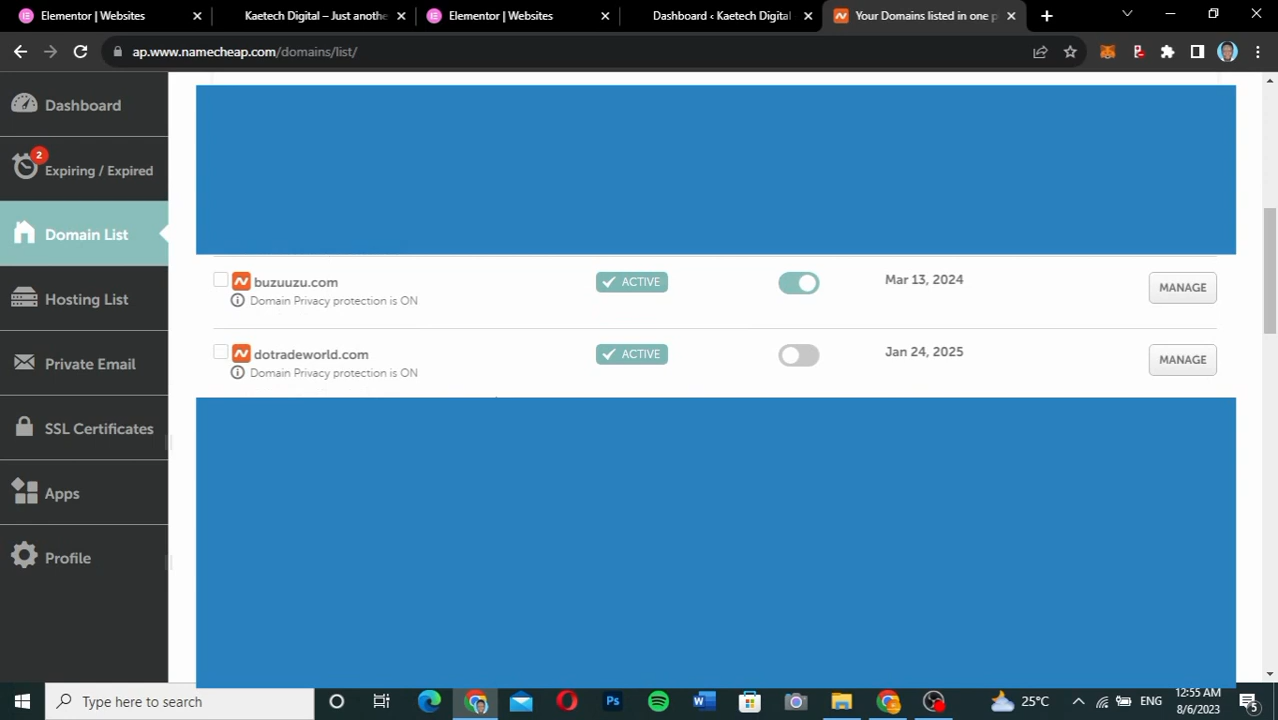 Elementor | Websites
Kaetech Digital – Just anothe
Elementor | Websites
Dashboard ‹ Kaetech Digital
Your Domains listed in one p
ap.www.namecheap.com/domains/list/
Dashboard
2
Expiring / Expired
Domain List
Hosting List
Private Email
SSL Certificates
Apps
Profile
buzuuzu.com
ACTIVE
Mar 13, 2024
MANAGE
Domain Privacy protection is ON
dotradeworld.com
ACTIVE
Jan 24, 2025
MANAGE
Domain Privacy protection is ON
Type here to search
Ps
W
25°C
ENG
12:55 AM
8/6/2023
5